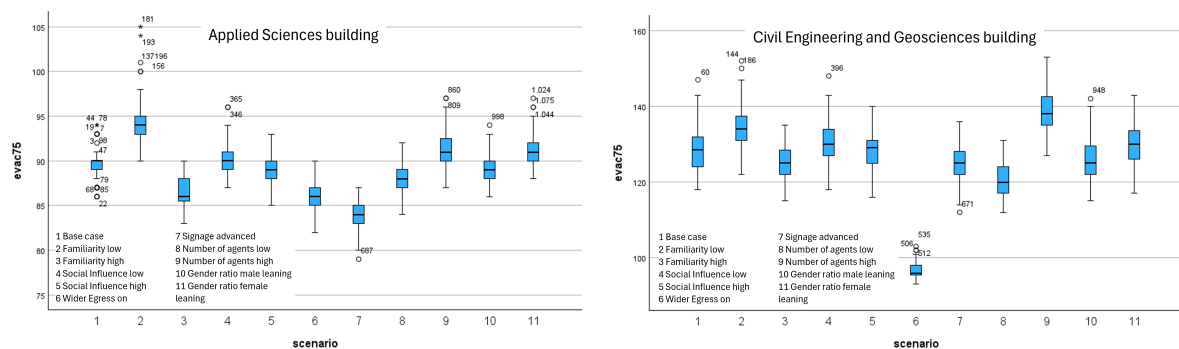 Applied Sciences building
evac75
105
100
95
90
85
80
75
181
193
137196
156
44 78
19 7
3 98
47
79
68 85
22
365
346
687
860
809
998
1.024
1.075
1.044
1 Base case
2 Familiarity low
3 Familiarity high
4 Social Influence low
5 Social Influence high
6 Wider Egress on
7 Signage advanced
8 Number of agents low
9 Number of agents high
10 Gender ratio male leaning
11 Gender ratio female
leaning
1 2 3 4 5 6 7 8 9 10 11
scenario
Civil Engineering and Geosciences building
evac75
160
140
120
100
60
144 186
396
671
948
535
506
512
1 Base case
2 Familiarity low
3 Familiarity high
4 Social Influence low
5 Social Influence high
6 Wider Egress on
7 Signage advanced
8 Number of agents low
9 Number of agents high
10 Gender ratio male leaning
11 Gender ratio female
leaning
1 2 3 4 5 6 7 8 9 10 11
scenario